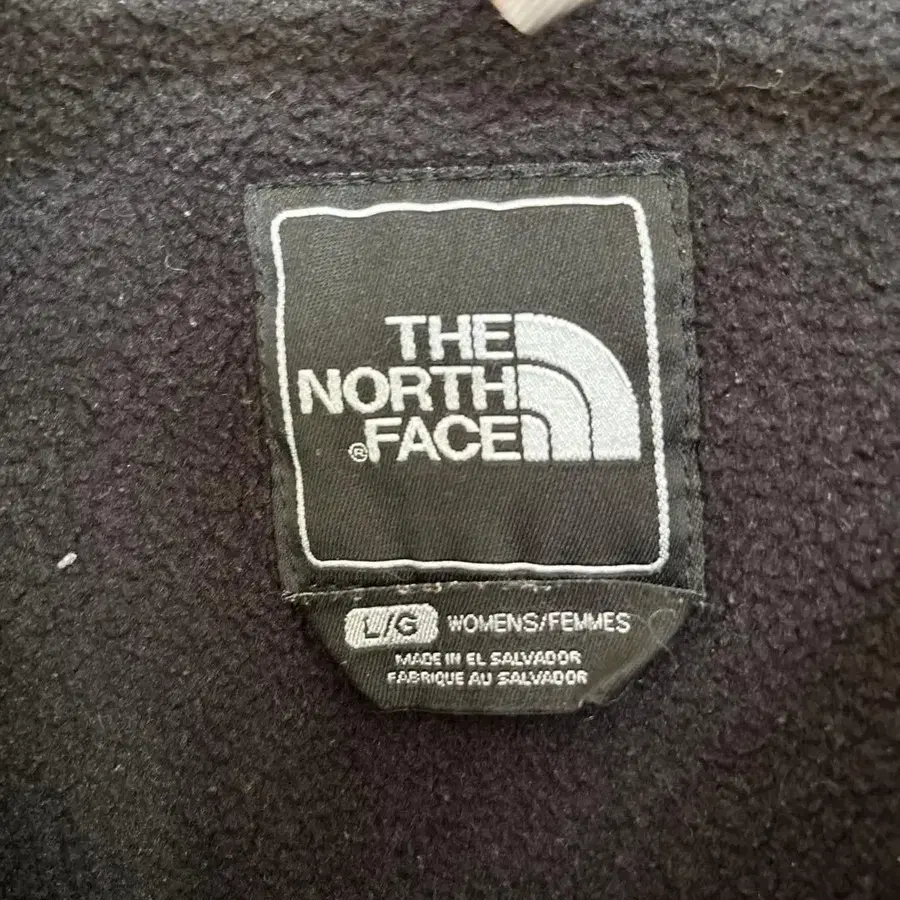 THE
NORTH
®FACE
L/G WOMENS/FEMMES
MADE IN EL SALVADOR
FABRIQUE AU SALVADOR